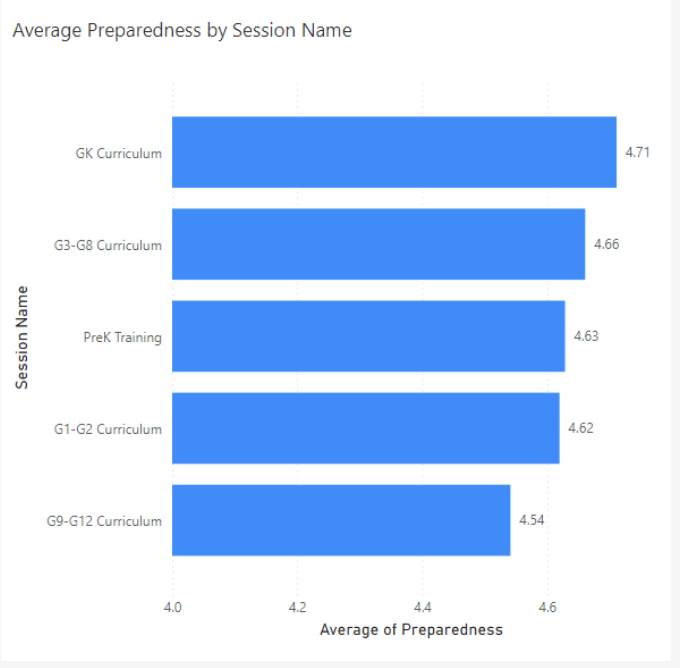 Average Preparedness by Session Name
Session Name
GK Curriculum 4.71
G3-G8 Curriculum 4.66
PreK Training 4.63
G1-G2 Curriculum 4.62
G9-G12 Curriculum 4.54
4.0 4.2 4.4 4.6
Average of Preparedness